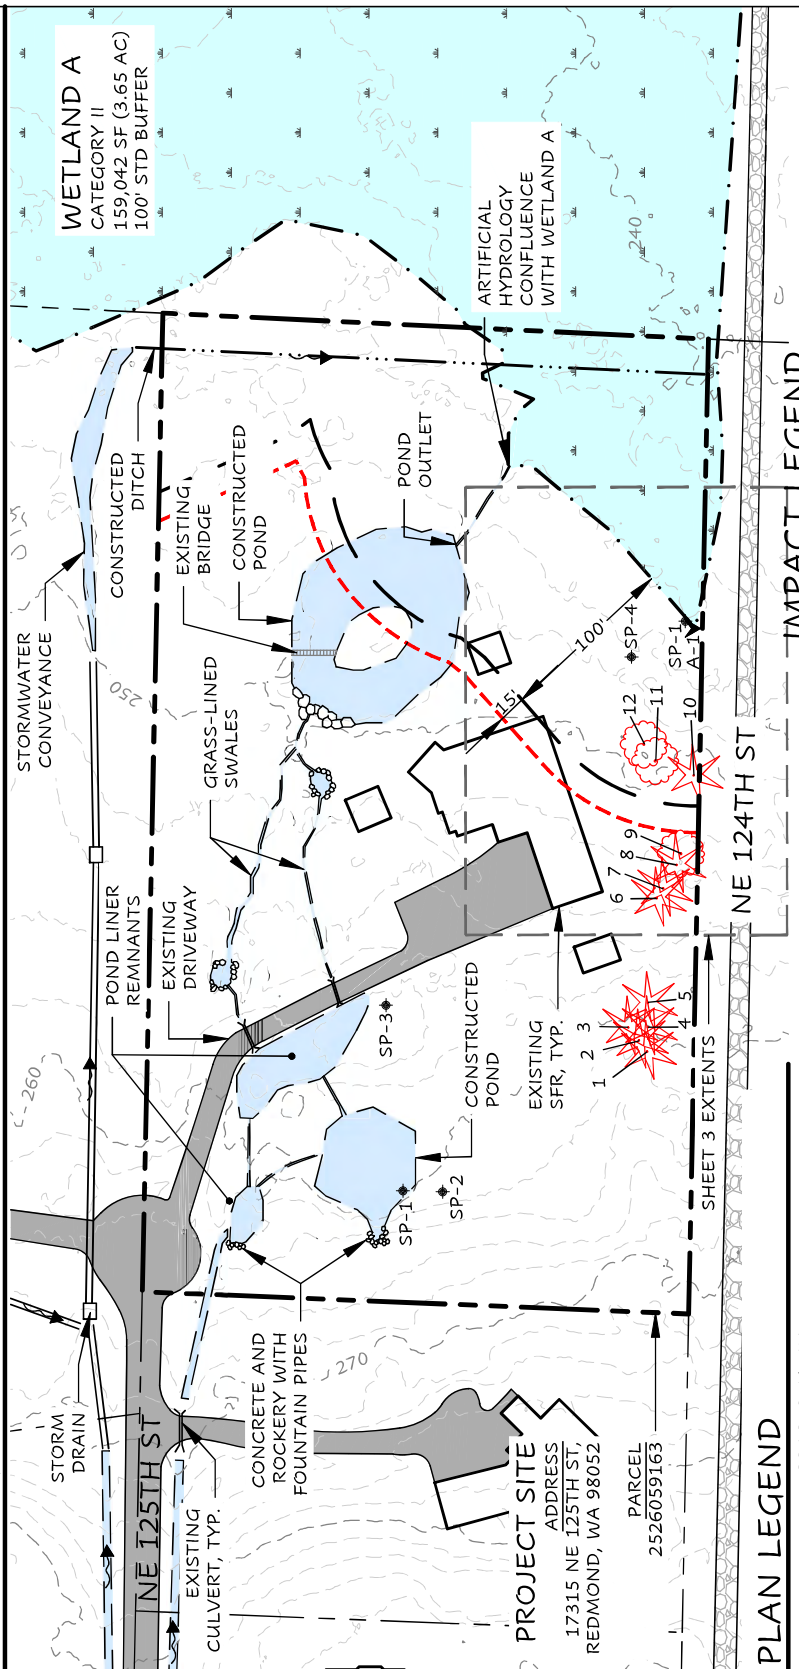 WETLAND A
CATEGORY II
159,042 SF (3.65 AC)
100' STD BUFFER
ARTIFICIAL
HYDROLOGY
CONFLUENCE
WITH WETLAND A
240
IMPACT LEGEND
CONSTRUCTED
DITCH
STORMWATER
CONVEYANCE
EXISTING
BRIDGE
CONSTRUCTED
POND
POND
OUTLET
250
GRASS-LINED
SWALES
100'
15'
SP-4
SP-1
A-1
12
11
10
9
8
7
6
NE 124TH ST
POND LINER
REMNANTS
EXISTING
DRIVEWAY
SP-3
CONSTRUCTED
POND
EXISTING
SFR, TYP.
1
2
3
4
5
SHEET 3 EXTENTS
260
SP-1
SP-2
STORM
DRAIN
CONCRETE AND
ROCKERY WITH
FOUNTAIN PIPES
270
NE 125TH ST
EXISTING
CULVERT, TYP.
PROJECT SITE
ADDRESS
17315 NE 125TH ST,
REDMOND, WA 98052
PARCEL
2526059163
PLAN LEGEND